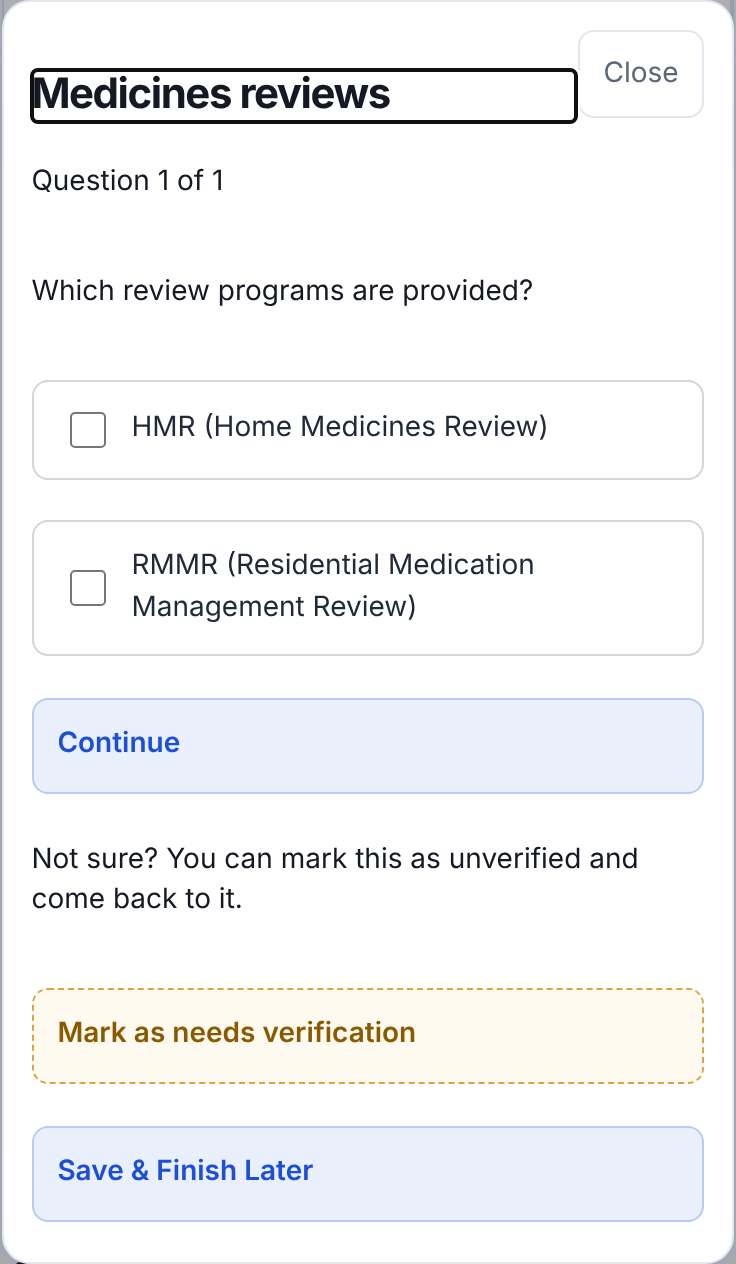 Medicines reviews
Close
Question 1 of 1
Which review programs are provided?
HMR (Home Medicines Review)
RMMR (Residential Medication
Management Review)
Continue
Not sure? You can mark this as unverified and
come back to it.
Mark as needs verification
Save & Finish Later